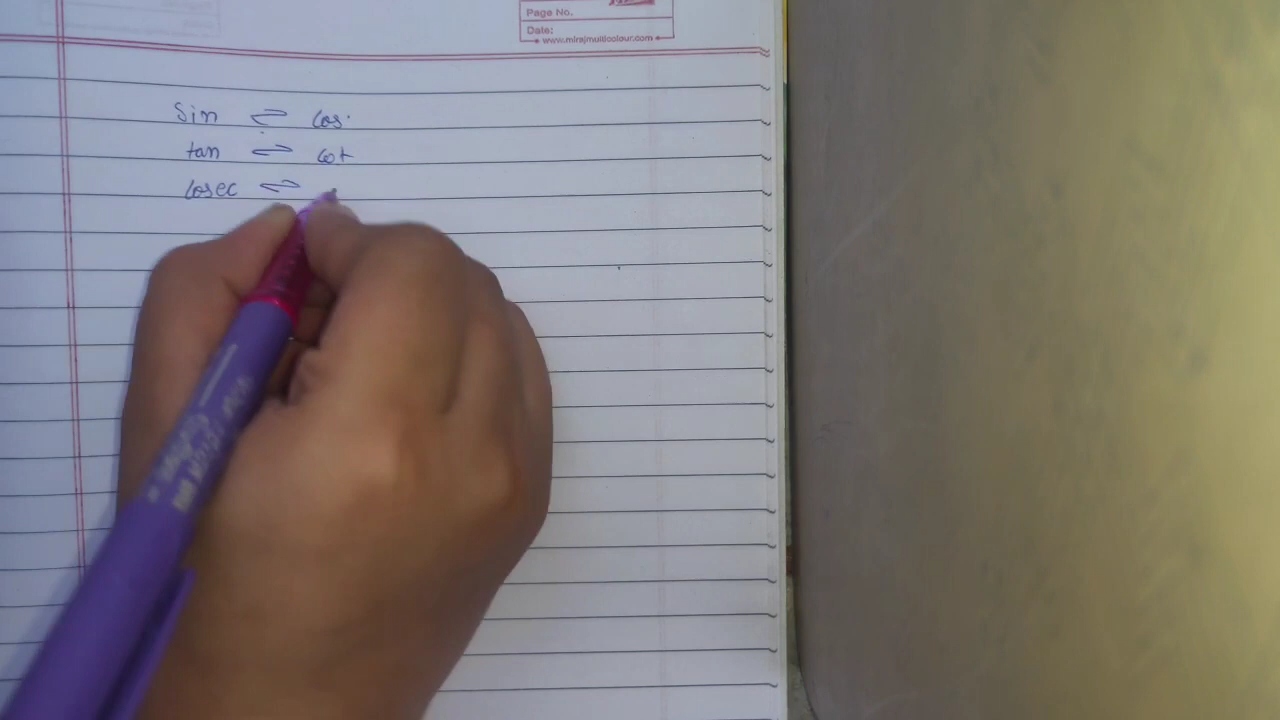 Page No.
Date:
www.mirajmulticolour.com
Sin ⇌ Cos
tan ⇌ Cot
Cosec ⇌